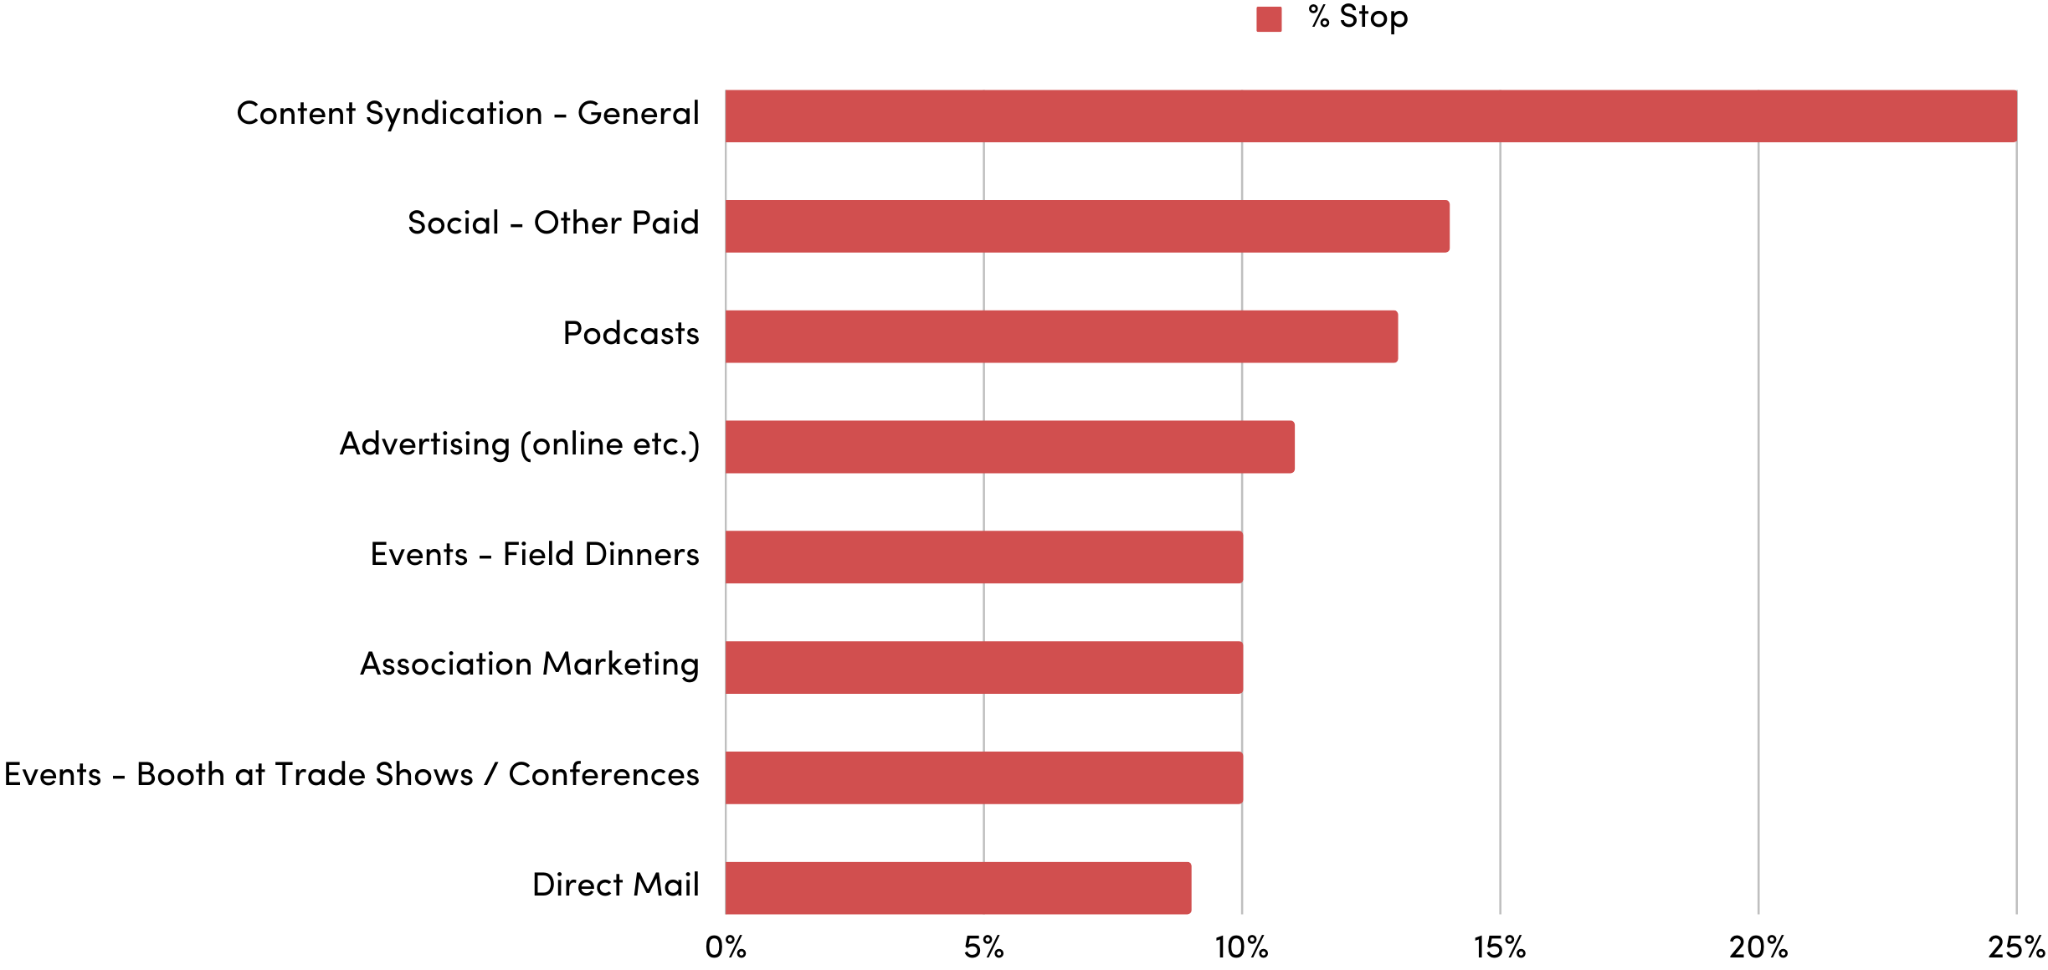 % Stop
Content Syndication - General
Social - Other Paid
Podcasts
Advertising (online etc.)
Events - Field Dinners
Association Marketing
Events - Booth at Trade Shows / Conferences
Direct Mail
0% 5% 10% 15% 20% 25%